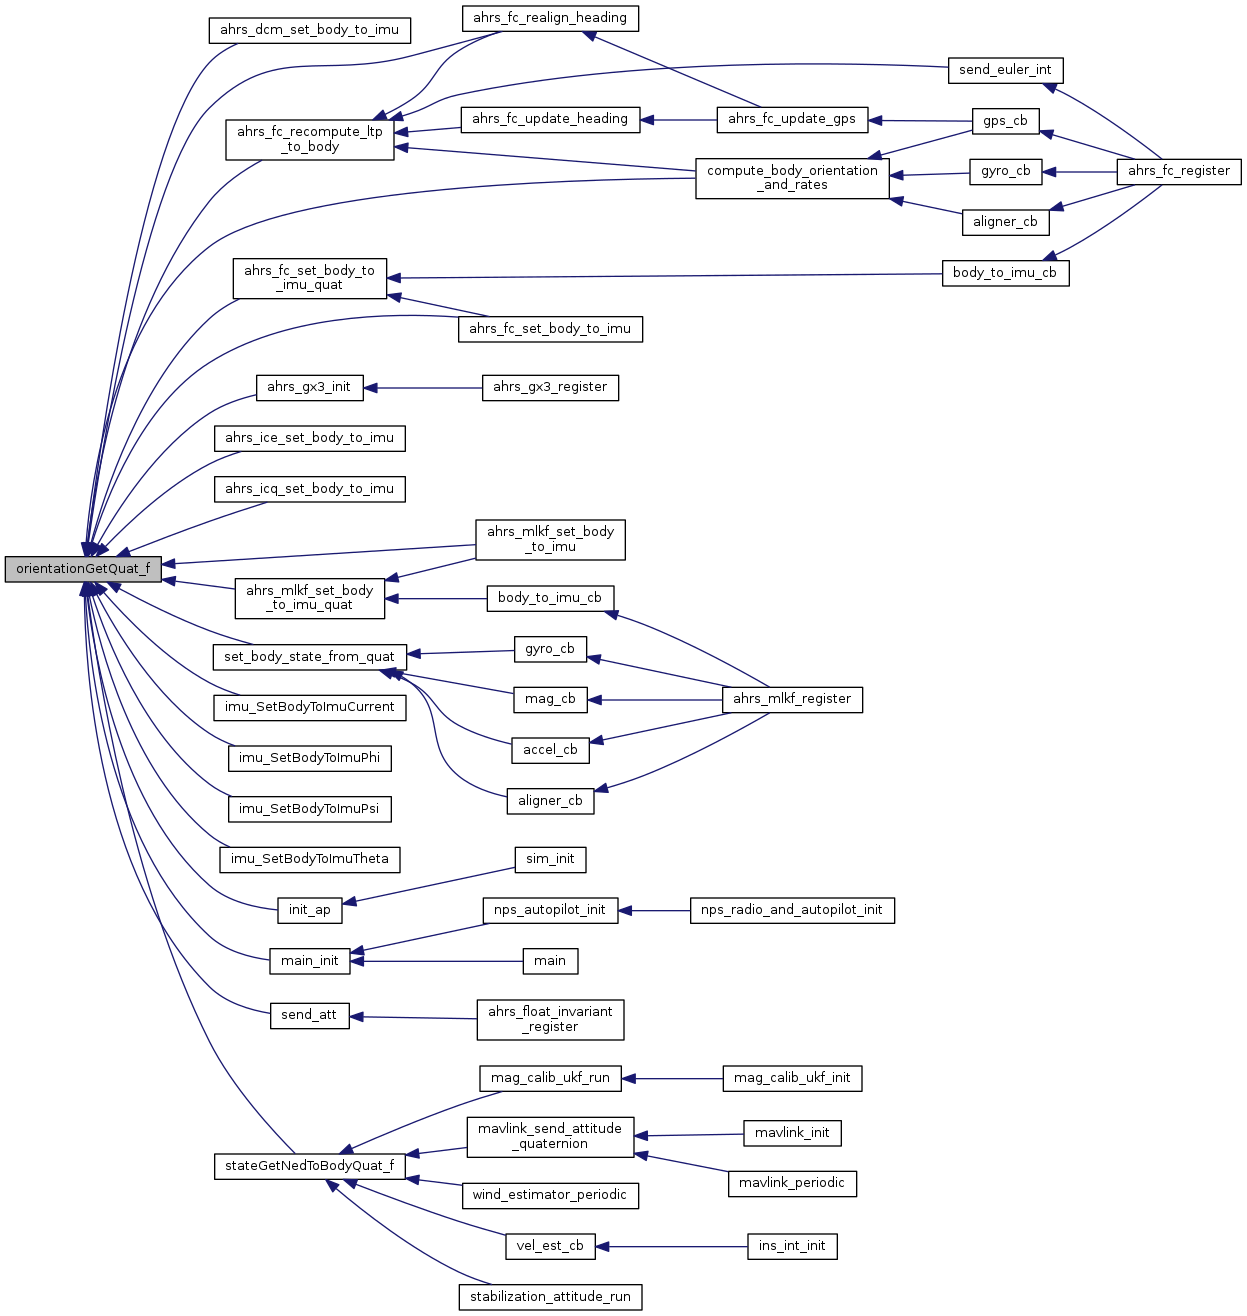 orientationGetQuat_f
ahrs_dcm_set_body_to_imu
ahrs_fc_realign_heading
ahrs_fc_recompute_ltp
_to_body
ahrs_fc_update_heading
ahrs_fc_update_gps
send_euler_int
gps_cb
compute_body_orientation
_and_rates
gyro_cb
aligner_cb
ahrs_fc_register
ahrs_fc_set_body_to
_imu_quat
body_to_imu_cb
ahrs_fc_set_body_to_imu
ahrs_gx3_init
ahrs_gx3_register
ahrs_ice_set_body_to_imu
ahrs_icq_set_body_to_imu
ahrs_mlkf_set_body
_to_imu
ahrs_mlkf_set_body
_to_imu_quat
body_to_imu_cb
set_body_state_from_quat
gyro_cb
mag_cb
accel_cb
aligner_cb
ahrs_mlkf_register
imu_SetBodyToImuCurrent
imu_SetBodyToImuPhi
imu_SetBodyToImuPsi
imu_SetBodyToImuTheta
init_ap
sim_init
main_init
nps_autopilot_init
nps_radio_and_autopilot_init
main
send_att
ahrs_float_invariant
_register
stateGetNedToBodyQuat_f
mag_calib_ukf_run
mag_calib_ukf_init
mavlink_send_attitude
_quaternion
mavlink_init
mavlink_periodic
wind_estimator_periodic
vel_est_cb
ins_int_init
stabilization_attitude_run